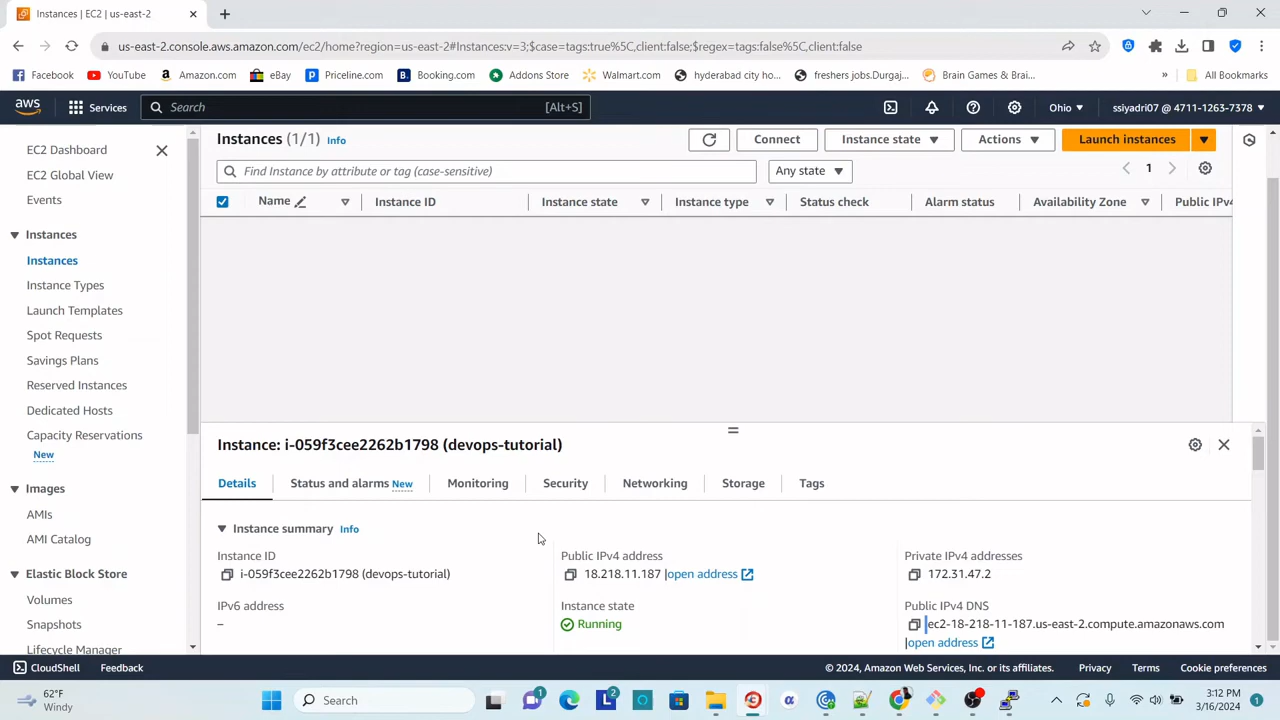 Instances | EC2 | us-east-2
us-east-2.console.aws.amazon.com/ec2/home?region=us-east-2#Instances:v=3;$case=tags:true%5C,client:false;$regex=tags:false%5C,client:false
Facebook YouTube Amazon.com eBay Priceline.com Booking.com Addons Store Walmart.com hyderabad city ho... freshers jobs.Durgaj... Brain Games & Brai... » All Bookmarks
aws Services Search [Alt+S] Ohio ssiyadri07 @ 4711-1263-7378
EC2 Dashboard
EC2 Global View
Events
Instances
Instances
Instance Types
Launch Templates
Spot Requests
Savings Plans
Reserved Instances
Dedicated Hosts
Capacity Reservations
New
Images
AMIs
AMI Catalog
Elastic Block Store
Volumes
Snapshots
Lifecycle Manager
Instances (1/1) Info Connect Instance state Actions Launch instances
Find Instance by attribute or tag (case-sensitive) Any state 1
Name Instance ID Instance state Instance type Status check Alarm status Availability Zone Public IPv4
Instance: i-059f3cee2262b1798 (devops-tutorial)
Details Status and alarms New Monitoring Security Networking Storage Tags
Instance summary Info
Instance ID
i-059f3cee2262b1798 (devops-tutorial)
Public IPv4 address
18.218.11.187 |open address
Private IPv4 addresses
172.31.47.2
IPv6 address
–
Instance state
Running
Public IPv4 DNS
ec2-18-218-11-187.us-east-2.compute.amazonaws.com
|open address
CloudShell Feedback © 2024, Amazon Web Services, Inc. or its affiliates. Privacy Terms Cookie preferences
62°F
Windy
Search
1
2
3:12 PM
3/16/2024